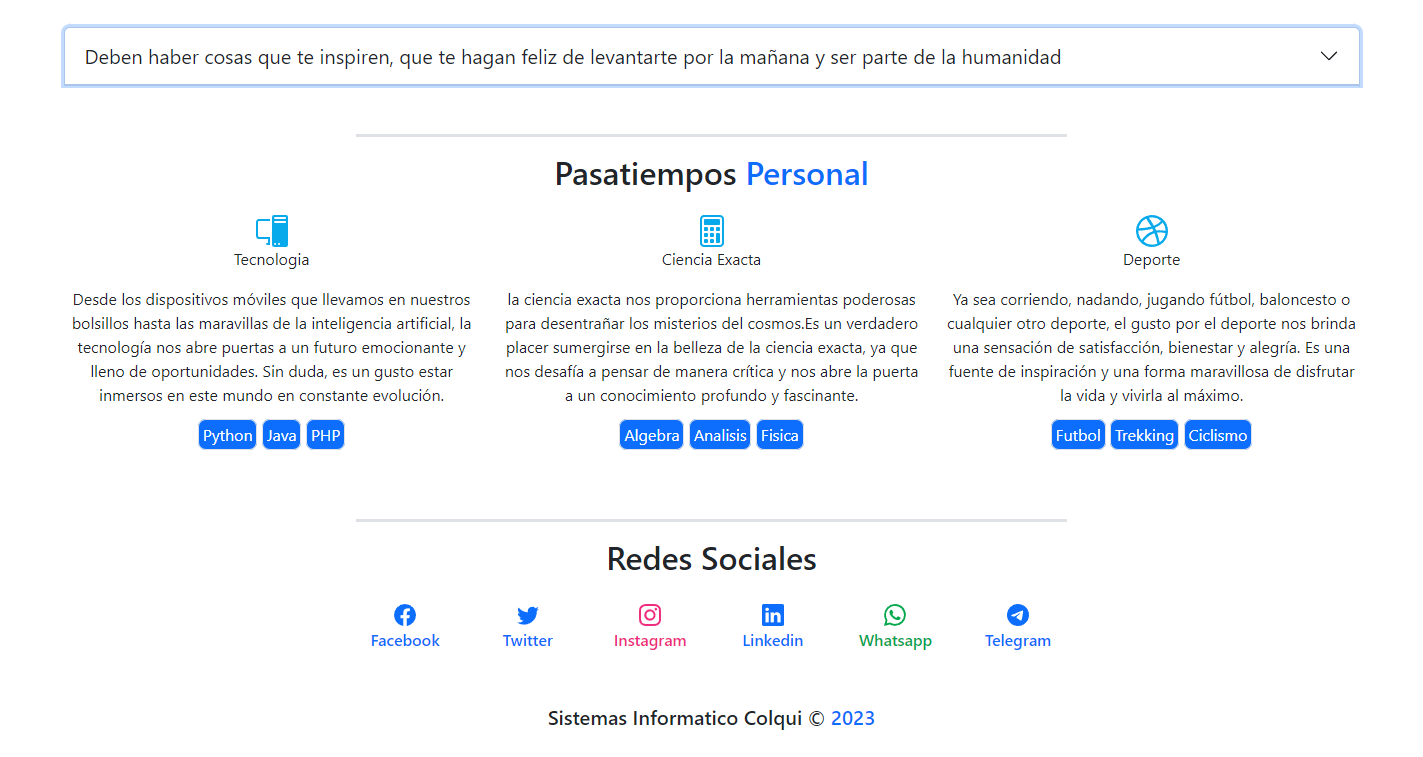 Deben haber cosas que te inspiren, que te hagan feliz de levantarte por la mañana y ser parte de la humanidad
Pasatiempos Personal
Tecnologia
Desde los dispositivos móviles que llevamos en nuestros
bolsillos hasta las maravillas de la inteligencia artificial, la
tecnología nos abre puertas a un futuro emocionante y
lleno de oportunidades. Sin duda, es un gusto estar
inmersos en este mundo en constante evolución.
Python Java PHP
Ciencia Exacta
la ciencia exacta nos proporciona herramientas poderosas
para desentrañar los misterios del cosmos.Es un verdadero
placer sumergirse en la belleza de la ciencia exacta, ya que
nos desafía a pensar de manera crítica y nos abre la puerta
a un conocimiento profundo y fascinante.
Algebra Analisis Fisica
Deporte
Ya sea corriendo, nadando, jugando fútbol, baloncesto o
cualquier otro deporte, el gusto por el deporte nos brinda
una sensación de satisfacción, bienestar y alegría. Es una
fuente de inspiración y una forma maravillosa de disfrutar
la vida y vivirla al máximo.
Futbol Trekking Ciclismo
Redes Sociales
Facebook Twitter Instagram Linkedin Whatsapp Telegram
Sistemas Informatico Colqui © 2023